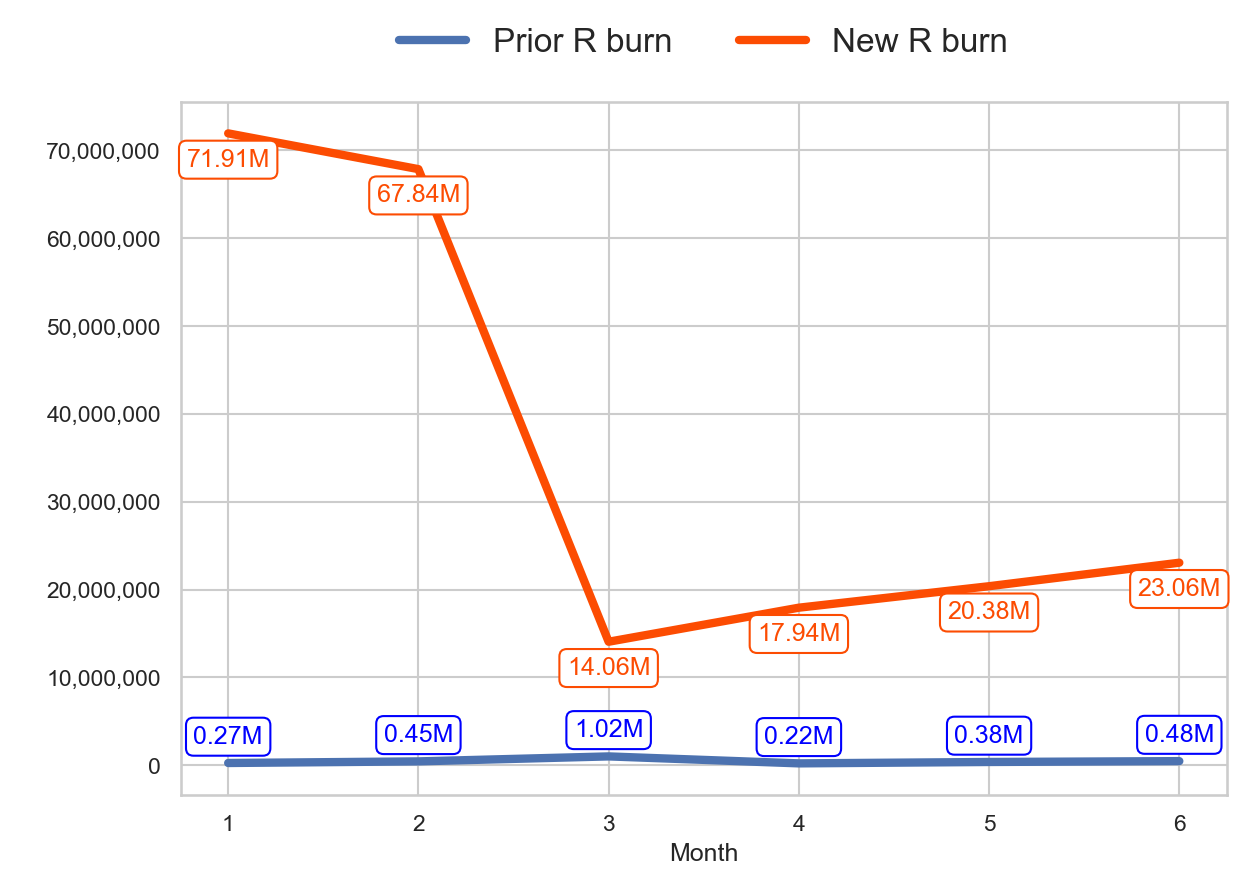 Prior R burn New R burn
70,000,000
60,000,000
50,000,000
40,000,000
30,000,000
20,000,000
10,000,000
0
71.91M
67.84M
14.06M
17.94M
20.38M
23.06M
0.27M
0.45M
1.02M
0.22M
0.38M
0.48M
1 2 3 4 5 6
Month